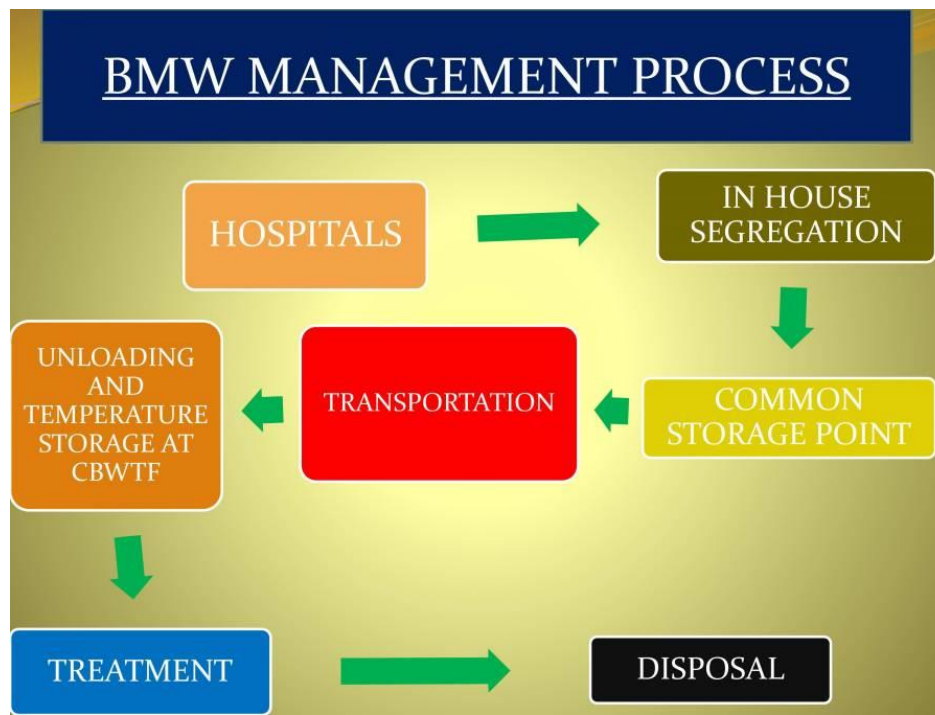 BMW MANAGEMENT PROCESS
HOSPITALS
IN HOUSE
SEGREGATION
COMMON
STORAGE POINT
TRANSPORTATION
UNLOADING
AND
TEMPERATURE
STORAGE AT
CBWTF
TREATMENT
DISPOSAL